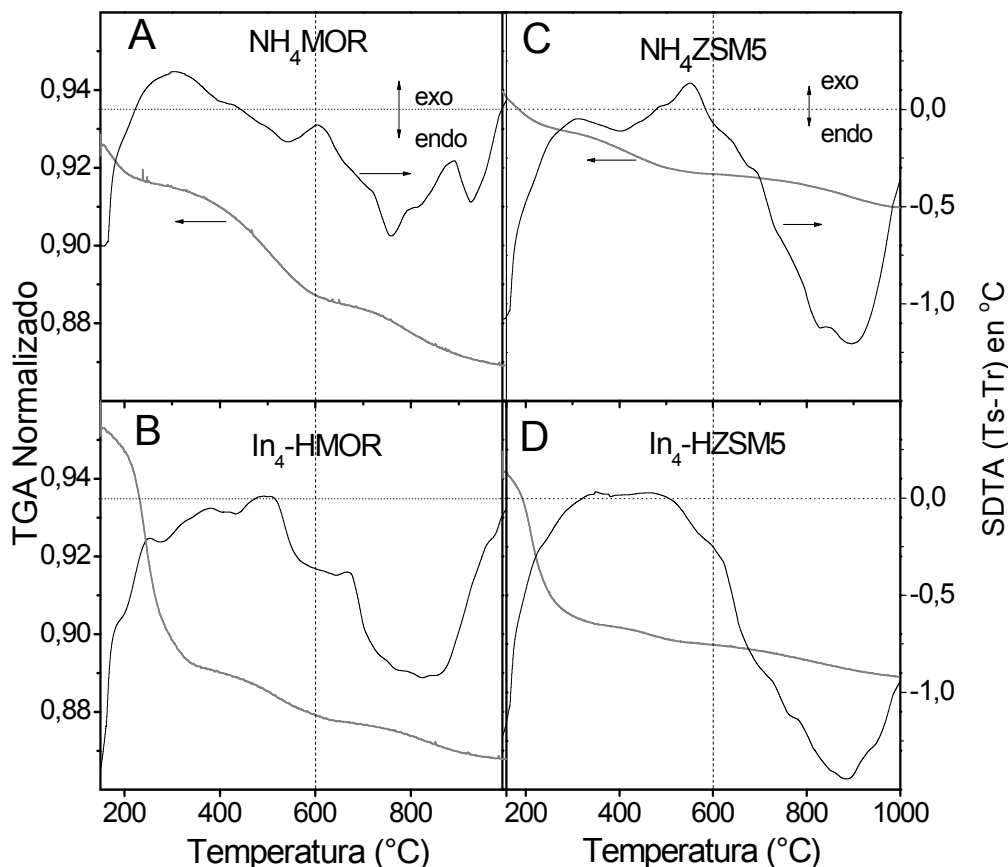 A
NH₄MOR
exo
endo
C
NH₄ZSM5
exo
endo
B
In₄-HMOR
D
In₄-HZSM5
TGA Normalizado
0,94
0,92
0,90
0,88
0,94
0,92
0,90
0,88
SDTA (Ts-Tr) en °C
0,0
-0,5
-1,0
0,0
-0,5
-1,0
200 400 600 800
200 400 600 800 1000
Temperatura (°C)
Temperatura (°C)